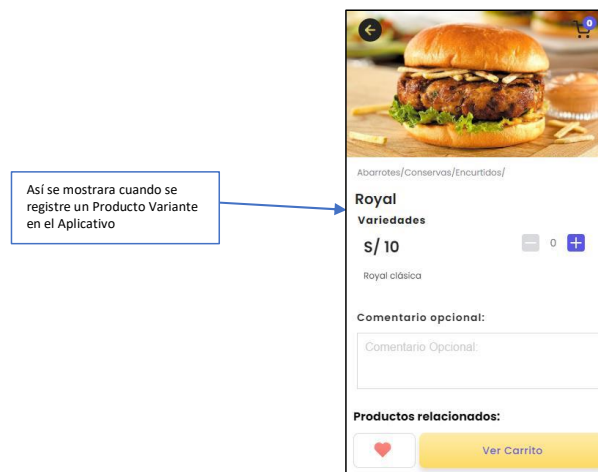 0
Abarrotes/Conservas/Encurtidos/
Así se mostrara cuando se
registre un Producto Variante
en el Aplicativo
Royal
Variedades
S/ 10
0
Royal clásica
Comentario opcional:
Comentario Opcional:
Productos relacionados:
Ver Carrito